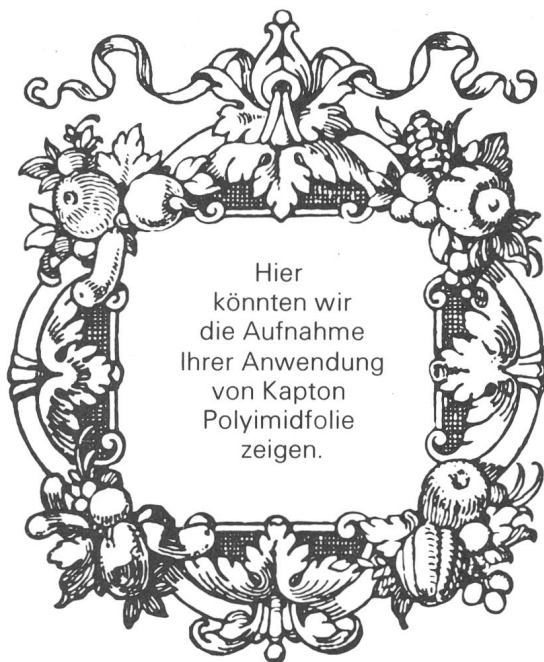 Hier
könnten wir
die Aufnahme
Ihrer Anwendung
von Kapton
Polyimidfolie
zeigen.